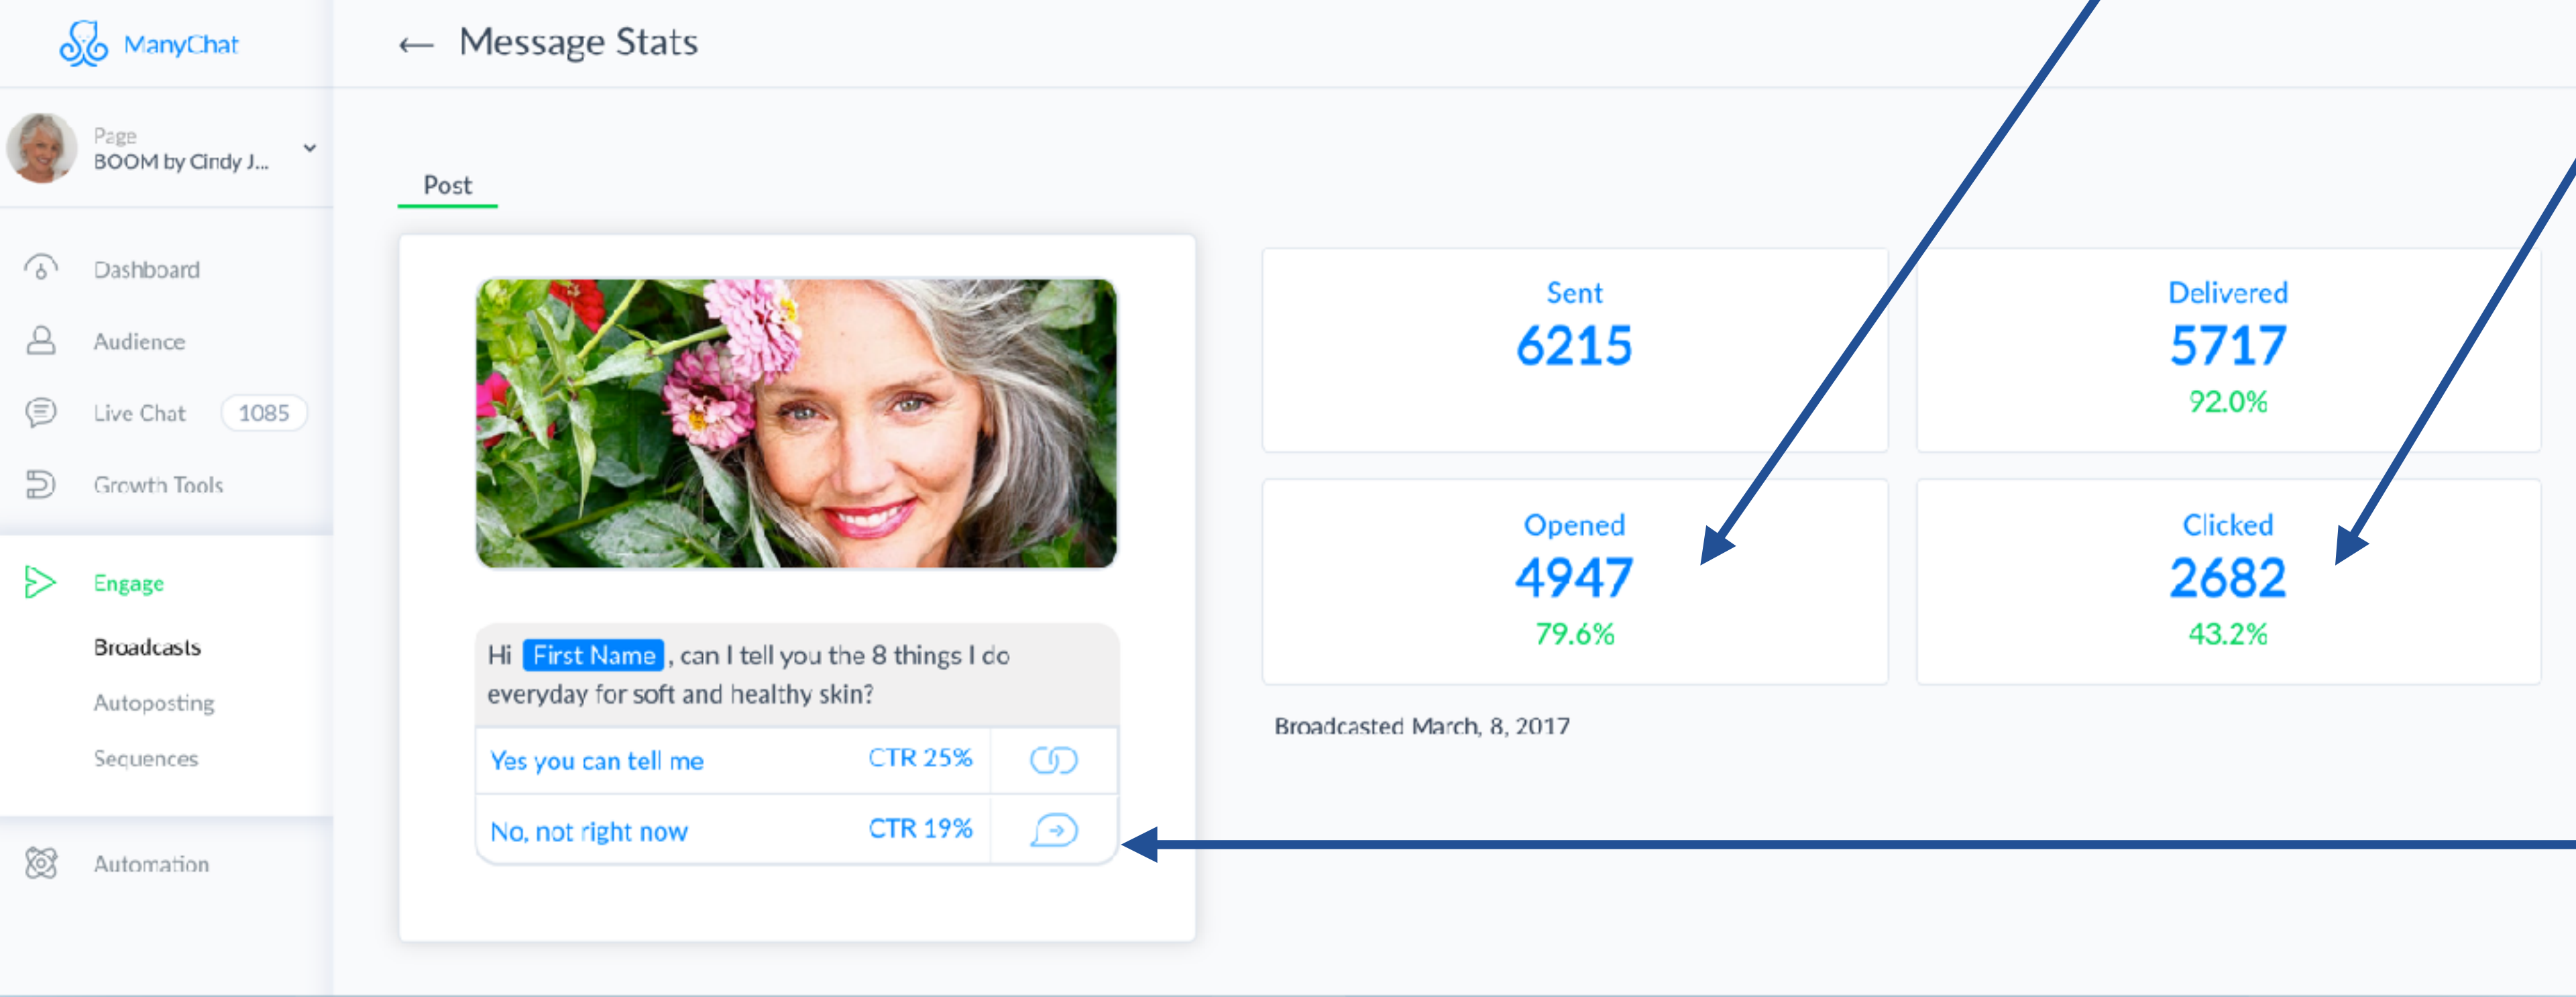 ManyChat
← Message Stats
Page
BOOM by Cindy J...
Dashboard
Audience
Live Chat 1085
Growth Tools
Engage
Broadcasts
Autoposting
Sequences
Automation
Post
Hi First Name , can I tell you the 8 things I do
everyday for soft and healthy skin?
Yes you can tell me CTR 25%
No, not right now CTR 19%
Sent
6215
Delivered
5717
92.0%
Opened
4947
79.6%
Clicked
2682
43.2%
Broadcasted March, 8, 2017